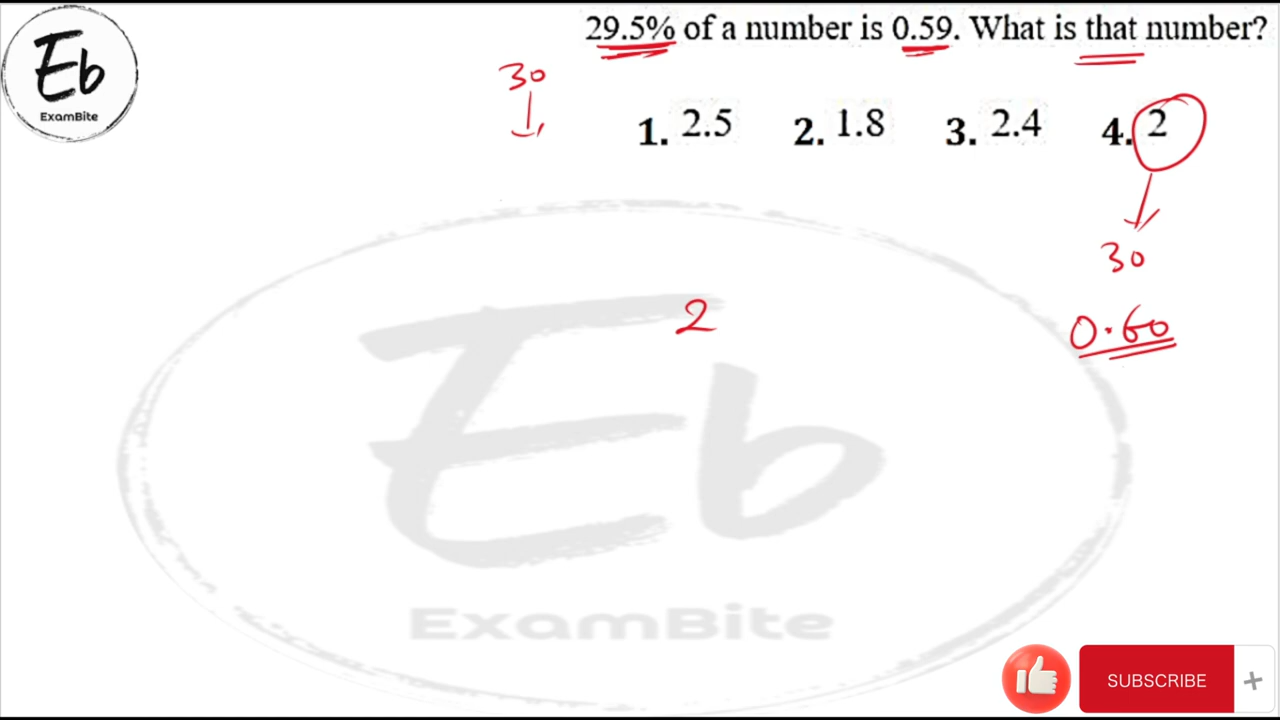 Eb
ExamBite
29.5% of a number is 0.59. What is that number?
30
1. 2.5 2. 1.8 3. 2.4 4. 2
30
2
0.60
Eb
ExamBite
SUBSCRIBE +